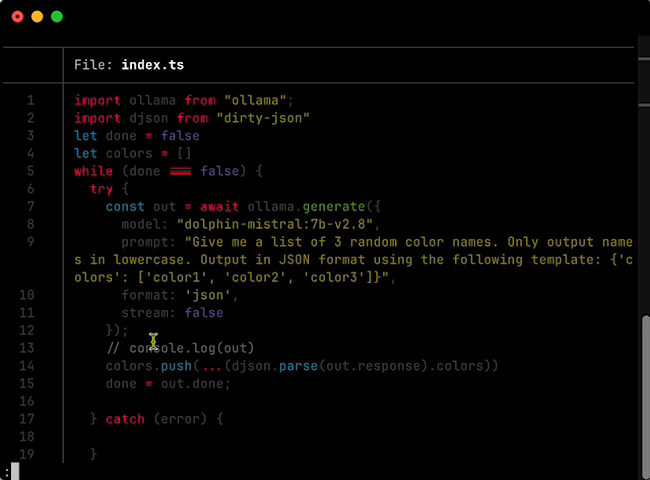 File: index.ts
1 import ollama from "ollama";
2 import djson from "dirty-json"
3 let done = false
4 let colors = []
5 while (done === false) {
6 try {
7 const out = await ollama.generate({
8 model: "dolphin-mistral:7b-v2.8",
9 prompt: "Give me a list of 3 random color names. Only output name
s in lowercase. Output in JSON format using the following template: {'c
olors': ['color1', 'color2', 'color3']}",
10 format: 'json',
11 stream: false
12 });
13 // console.log(out)
14 colors.push(...(djson.parse(out.response).colors))
15 done = out.done;
16
17 } catch (error) {
18
19 }
: